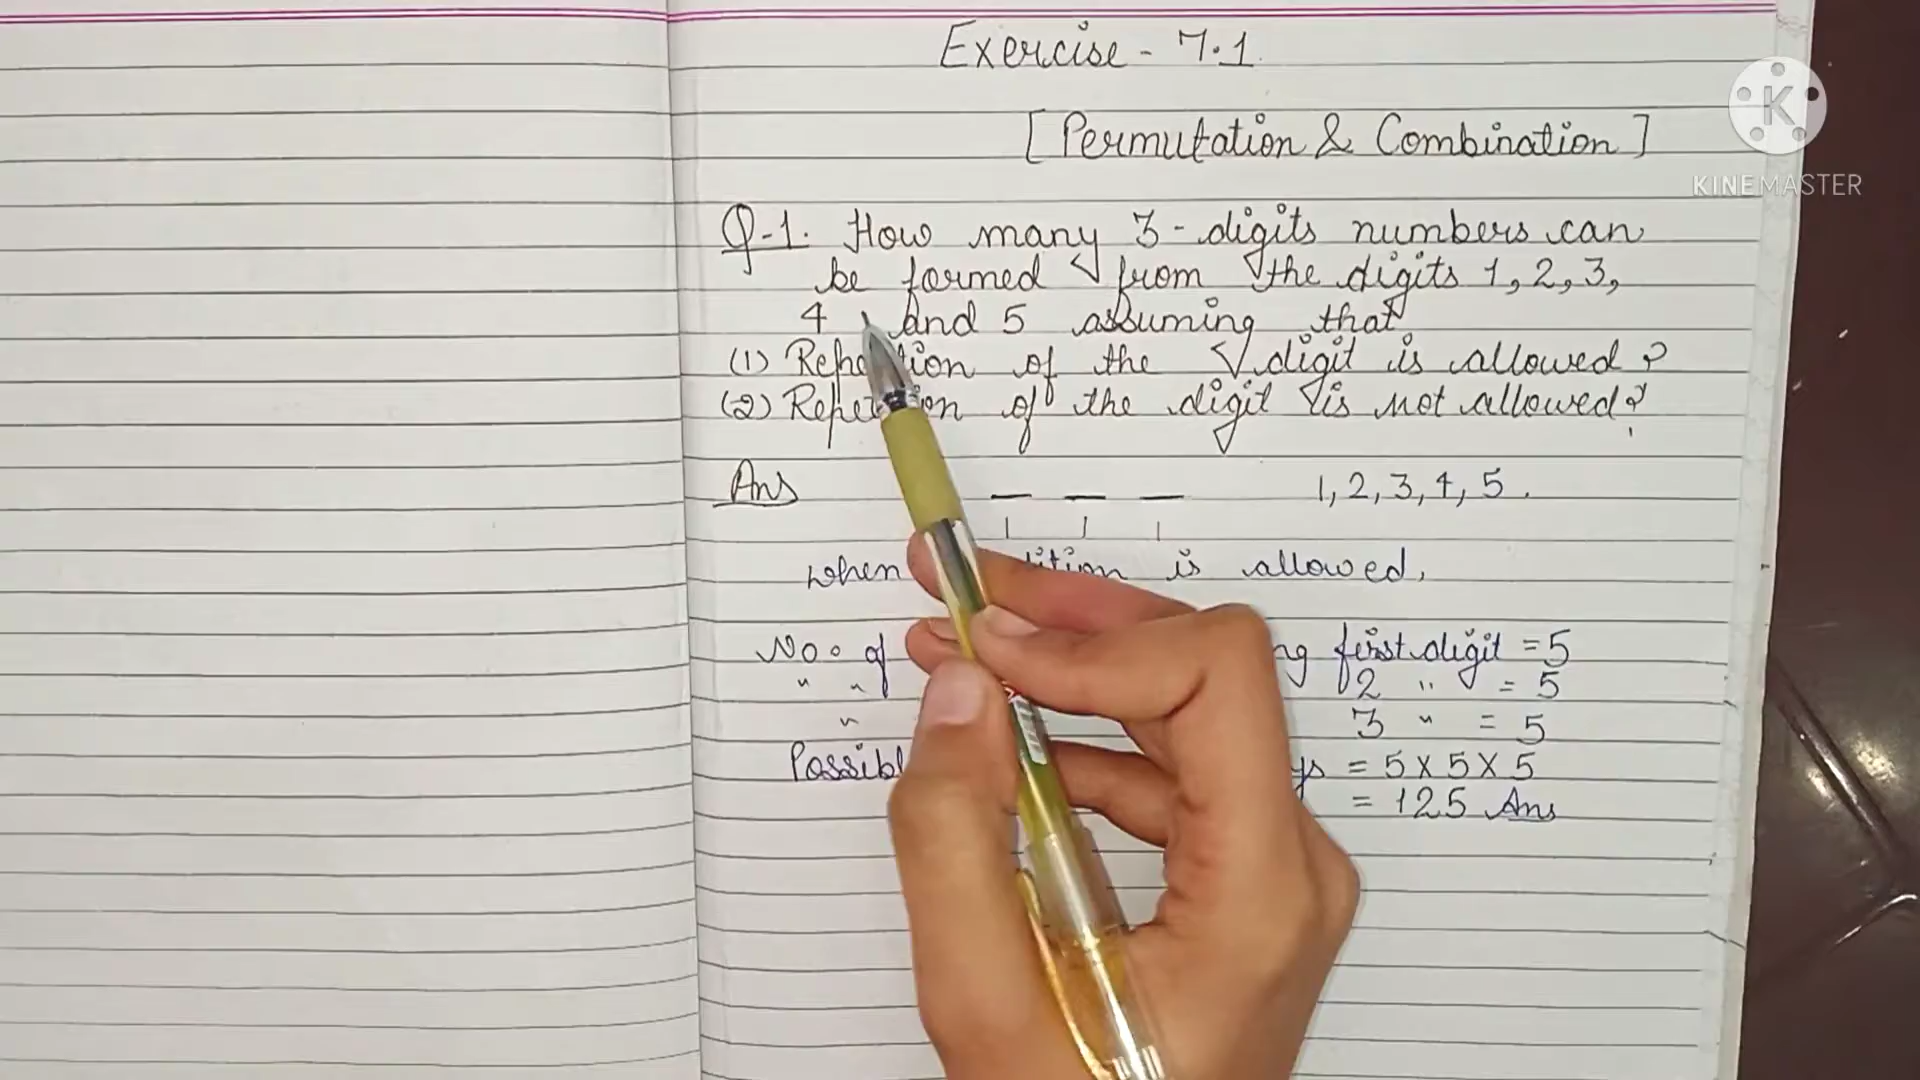 Exercise - 7.1
[Permutation & Combination]
KINEMASTER
Q-1. How many 3-digits numbers can
be formed from the digits 1, 2, 3,
4 and 5 assuming that
(1) of the digit is allowed?
(2) of the digit is not allowed?
Ans _ _ _ 1, 2, 3, 4, 5.
1 1 1
when is allowed,
No. of first digit = 5
" " 2 " = 5
" 3 " = 5
= 5 X 5 X 5
= 125 Ans